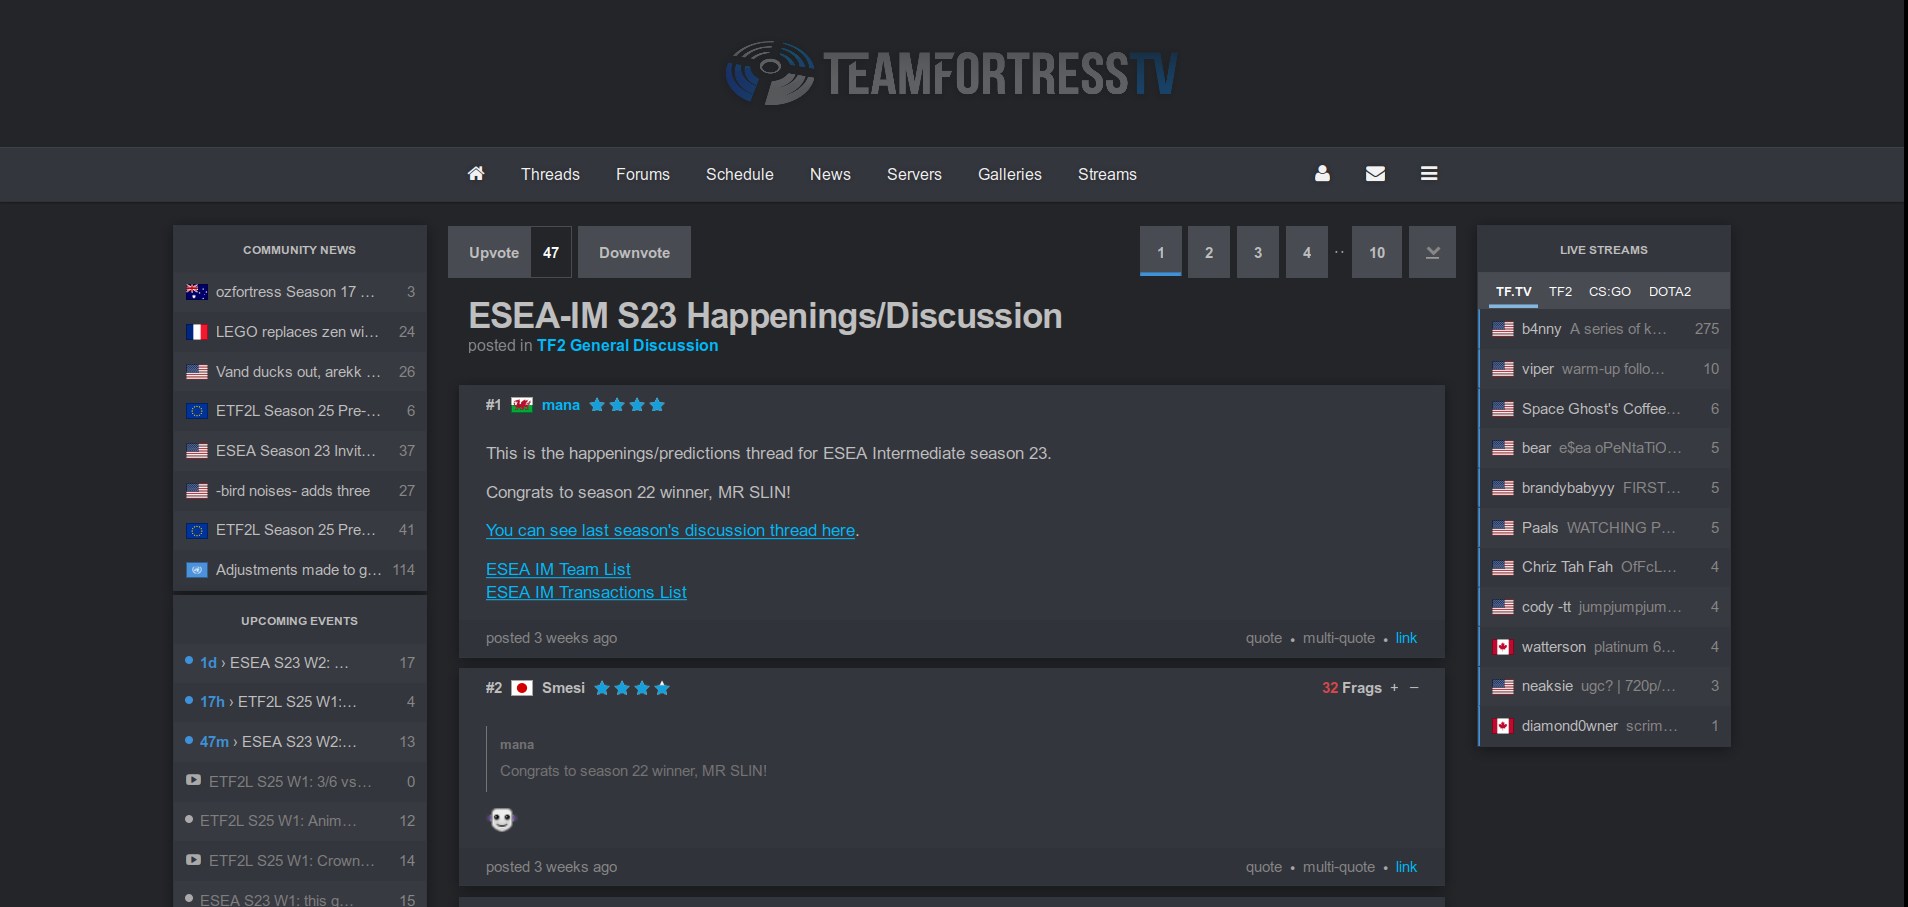 TEAMFORTRESSTV
Threads Forums Schedule News Servers Galleries Streams
COMMUNITY NEWS
ozfortress Season 17 ... 3
LEGO replaces zen wi... 24
Vand ducks out, arekk ... 26
ETF2L Season 25 Pre-... 6
ESEA Season 23 Invit... 37
-bird noises- adds three 27
ETF2L Season 25 Pre... 41
Adjustments made to g... 114
UPCOMING EVENTS
1d › ESEA S23 W2: ... 17
17h › ETF2L S25 W1:... 4
47m › ESEA S23 W2:... 13
ETF2L S25 W1: 3/6 vs... 0
ETF2L S25 W1: Anim... 12
ETF2L S25 W1: Crown... 14
ESEA S23 W1: this g... 15
Upvote 47 Downvote
1 2 3 4 ·· 10
ESEA-IM S23 Happenings/Discussion
posted in TF2 General Discussion
#1 mana
This is the happenings/predictions thread for ESEA Intermediate season 23.
Congrats to season 22 winner, MR SLIN!
You can see last season's discussion thread here.
ESEA IM Team List
ESEA IM Transactions List
posted 3 weeks ago quote • multi-quote • link
#2 Smesi 32 Frags + –
mana
Congrats to season 22 winner, MR SLIN!
posted 3 weeks ago quote • multi-quote • link
LIVE STREAMS
TF.TV TF2 CS:GO DOTA2
b4nny A series of k... 275
viper warm-up follo... 10
Space Ghost's Coffee... 6
bear e$ea oPeNtaTiO... 5
brandybabyyy FIRST... 5
Paals WATCHING P... 5
Chriz Tah Fah OfFcL... 4
cody -tt jumpjumpjum... 4
watterson platinum 6... 4
neaksie ugc? | 720p/... 3
diamond0wner scrim... 1